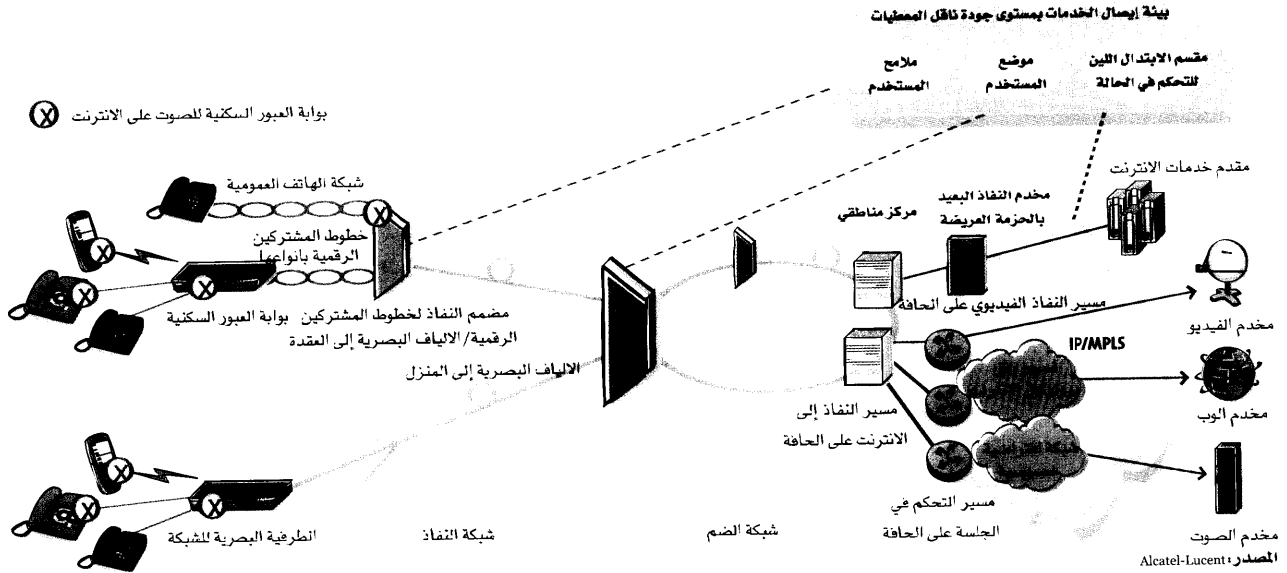 بيئة إيصال الخدمات بمستوى جودة ناقل المعطيات
مقسم الابتدال اللين
للتحكم في الحالة
موضع
المستخدم
ملامح
المستخدم
بوابة العبور السكنية للصوت على الانترنت
شبكة الهاتف العمومية
خطوط المشتركين
الرقمية بانواعها
مقدم خدمات الانترنت
مخدم النفاذ البعيد
بالحزمة العريضة
مركز مناطقي
مسير النفاذ الفيديوي على الحافة
مخدم الفيديو
مضمم النفاذ لخطوط المشتركين
الرقمية/ الالياف البصرية إلى العقدة
بوابة العبور السكنية
الالياف البصرية إلى المنزل
IP/MPLS
مخدم الوب
مسير النفاذ إلى
الانترنت على الحافة
مسير التحكم في
الجلسة على الحافة
مخدم الصوت
شبكة الضم
شبكة النفاذ
الطرفية البصرية للشبكة
المصدر: Alcatel-Lucent